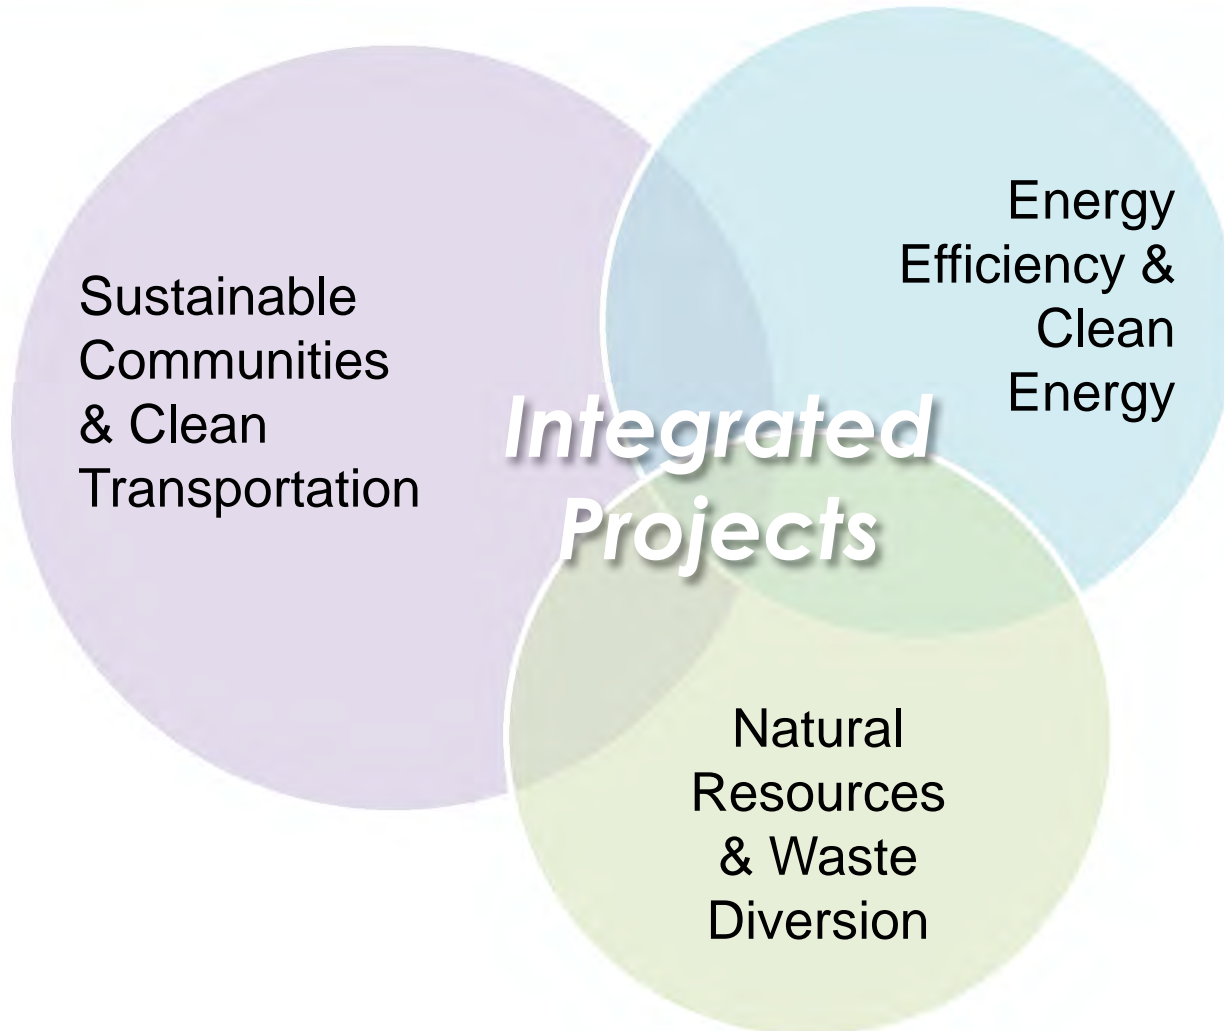 Sustainable
Communities
& Clean
Transportation
Energy
Efficiency &
Clean
Energy
Integrated
Projects
Natural
Resources
& Waste
Diversion